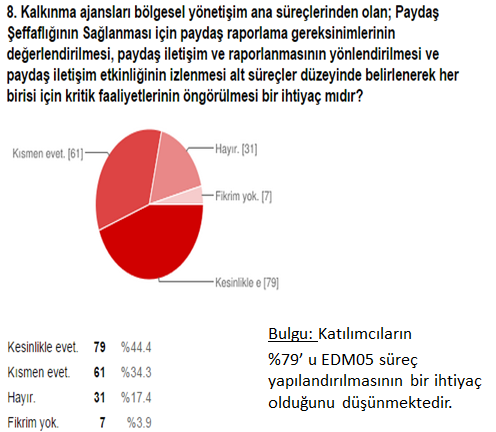 8. Kalkınma ajansları bölgesel yönetişim ana süreçlerinden olan; Paydaş
Şeffaflığının Sağlanması için paydaş raporlama gereksinimlerinin
değerlendirilmesi, paydaş iletişim ve raporlanmasının yönlendirilmesi ve
paydaş iletişim etkinliğinin izlenmesi alt süreçler düzeyinde belirlenerek her
birisi için kritik faaliyetlerinin öngörülmesi bir ihtiyaç mıdır?
Kısmen evet. [61]
Hayır. [31]
Fikrim yok. [7]
Kesinlikle e [79]
Kesinlikle evet. 79 %44.4
Kısmen evet. 61 %34.3
Hayır. 31 %17.4
Fikrim yok. 7 %3.9
Bulgu: Katılımcıların
%79' u EDM05 süreç
yapılandırılmasının bir ihtiyaç
olduğunu düşünmektedir.